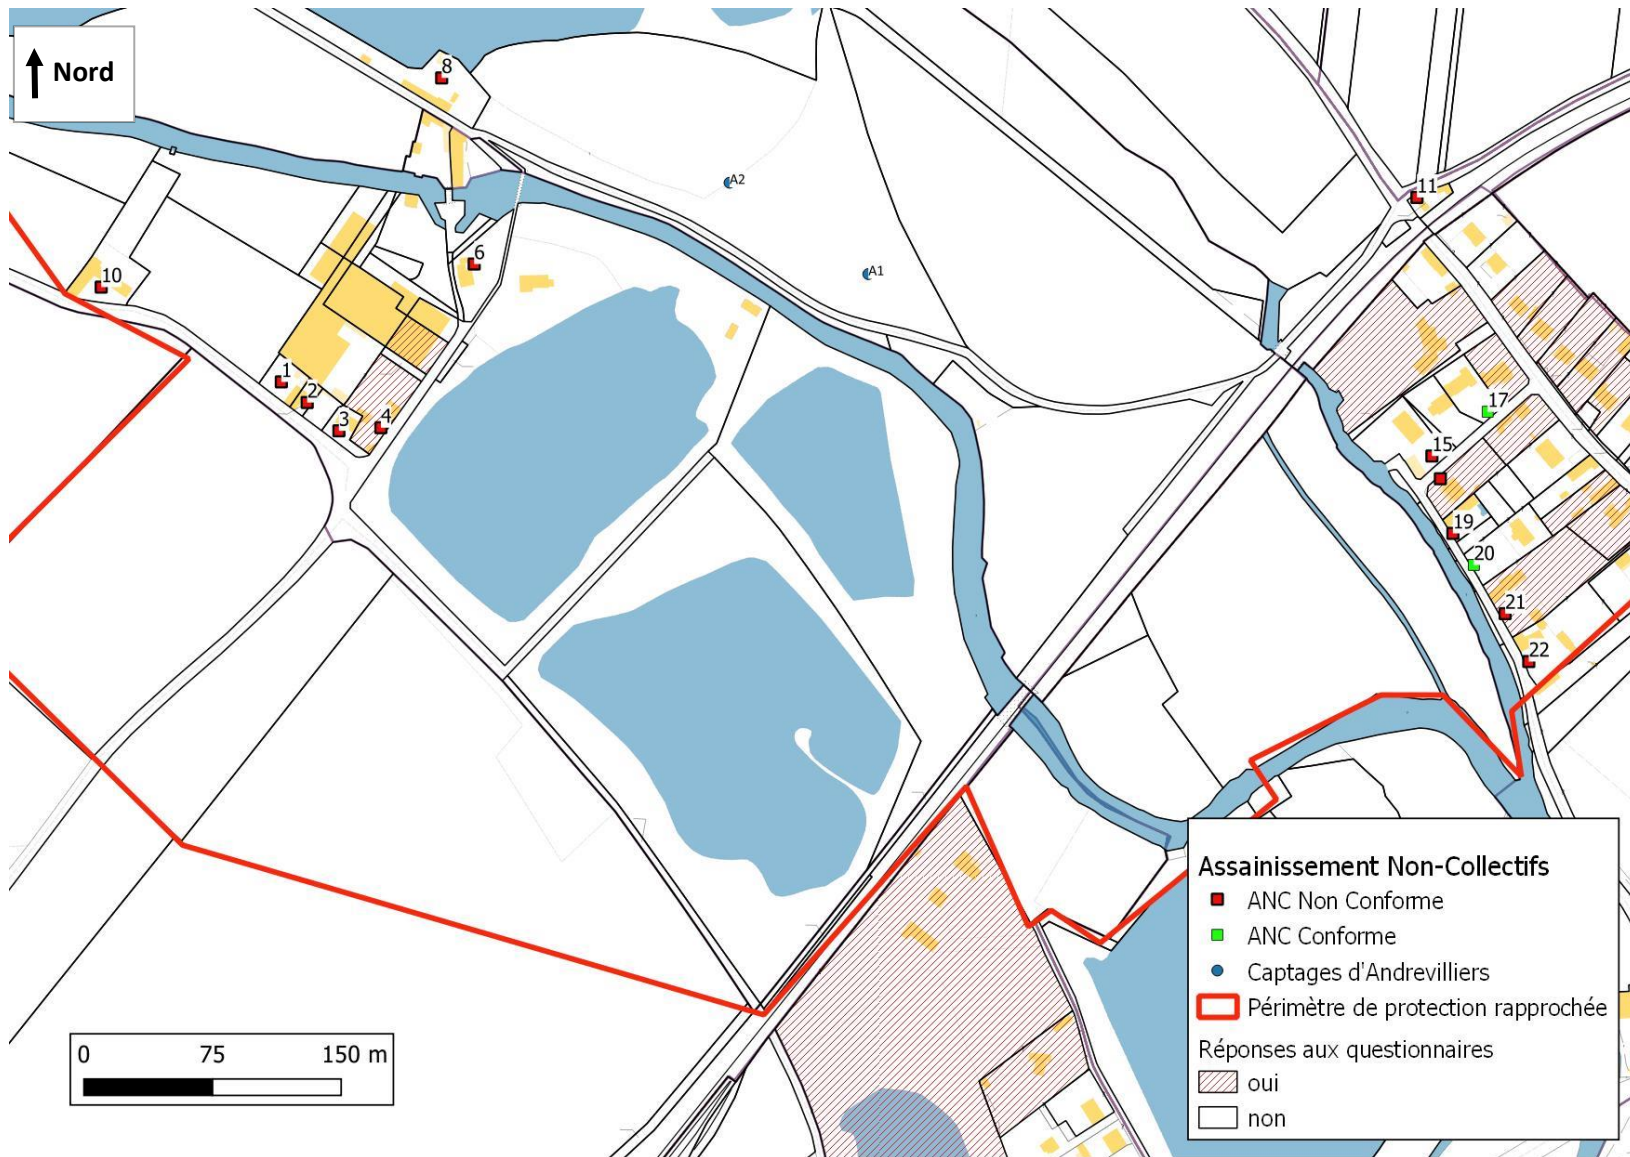 Nord
8
A2
11
6
A1
10
1
2
3
4
17
15
19
20
21
22
Assainissement Non-Collectifs
ANC Non Conforme
ANC Conforme
Captages d'Andrevilliers
Périmètre de protection rapprochée
Réponses aux questionnaires
oui
non
0 75 150 m